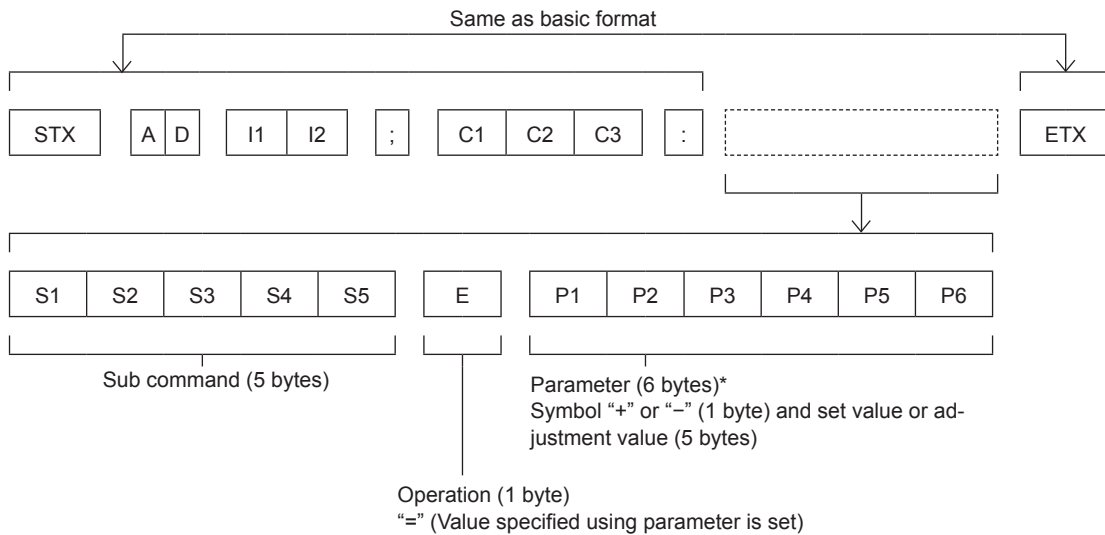 Same as basic format
STX A D I1 I2 ; C1 C2 C3 : ETX
S1 S2 S3 S4 S5 E P1 P2 P3 P4 P5 P6
Sub command (5 bytes)
Parameter (6 bytes)*
Symbol “+” or “−” (1 byte) and set value or ad-
justment value (5 bytes)
Operation (1 byte)
“=” (Value specified using parameter is set)